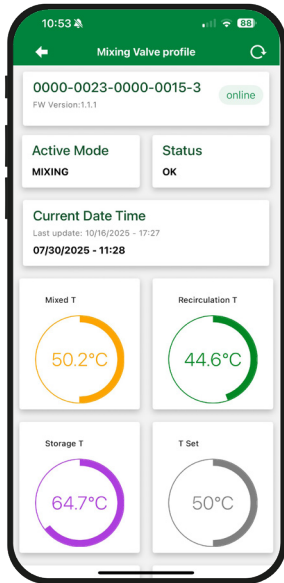 10:53 88
Mixing Valve profile
0000-0023-0000-0015-3
online
FW Version:1.1.1
Active Mode
MIXING
Status
OK
Current Date Time
Last update: 10/16/2025 - 17:27
07/30/2025 - 11:28
Mixed T
50.2°C
Recirculation T
44.6°C
Storage T
64.7°C
T Set
50°C